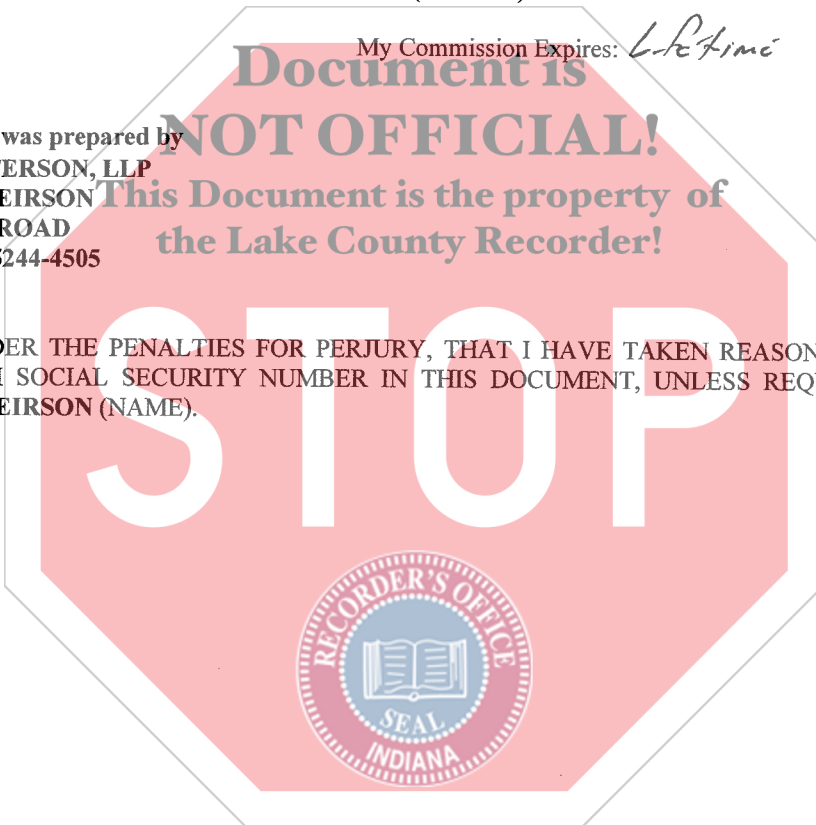 My Commission Expires: Lifetime
Document is
was prepared by
NOT OFFICIAL!
TERSON, LLP
EIRSON
This Document is the property of
ROAD
the Lake County Recorder!
244-4505
DER THE PENALTIES FOR PERJURY, THAT I HAVE TAKEN REASON
SOCIAL SECURITY NUMBER IN THIS DOCUMENT, UNLESS REQ
EIRSON (NAME).
STOP
RECORDER'S OFFICE
SEAL
INDIANA